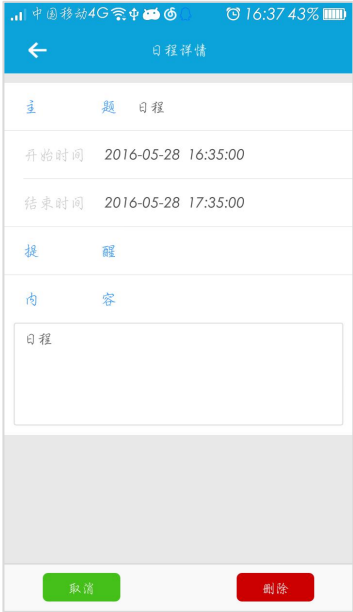 中国移动4G 16:37 43%
日程详情
主 题 日程
开始时间 2016-05-28 16:35:00
结束时间 2016-05-28 17:35:00
提 醒
内 容
日程
取消 删除